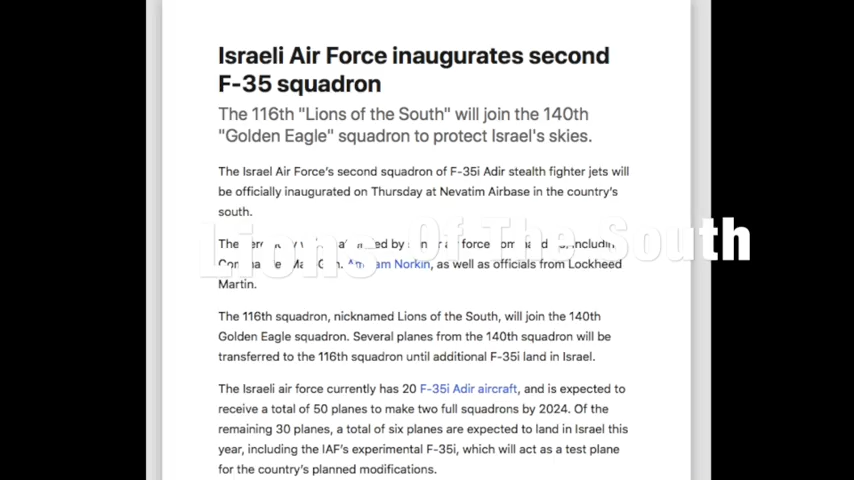 Israeli Air Force inaugurates second
F-35 squadron
The 116th "Lions of the South" will join the 140th
"Golden Eagle" squadron to protect Israel's skies.
The Israel Air Force's second squadron of F-35i Adir stealth fighter jets will
be officially inaugurated on Thursday at Nevatim Airbase in the country's
south.
Lions Of The South
The by air force
Norkin, as well as officials from Lockheed
Martin.
The 116th squadron, nicknamed Lions of the South, will join the 140th
Golden Eagle squadron. Several planes from the 140th squadron will be
transferred to the 116th squadron until additional F-35i land in Israel.
The Israeli air force currently has 20 F-35i Adir aircraft, and is expected to
receive a total of 50 planes to make two full squadrons by 2024. Of the
remaining 30 planes, a total of six planes are expected to land in Israel this
year, including the IAF's experimental F-35i, which will act as a test plane
for the country's planned modifications.